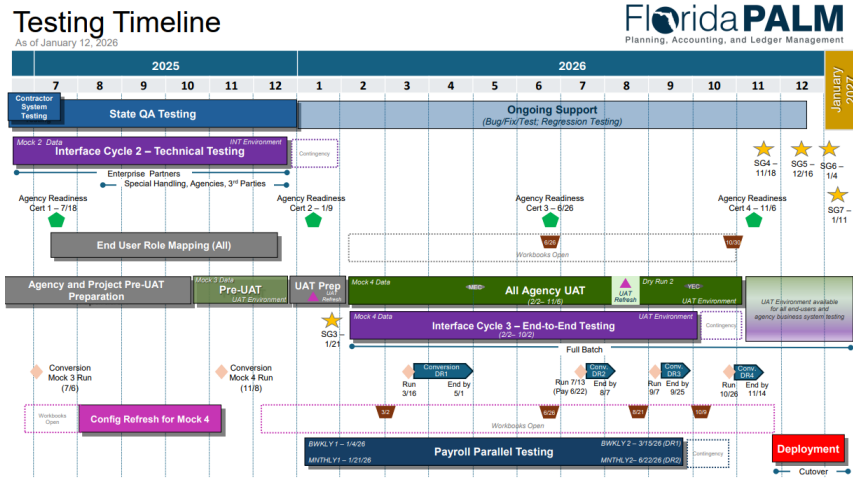 Testing Timeline
As of January 12, 2026
Florida PALM
Planning, Accounting, and Ledger Management
2025
2026
January 2027
7 8 9 10 11 12 1 2 3 4 5 6 7 8 9 10 11 12
Contractor
System
Testing
State QA Testing
Ongoing Support
(Bug/Fix/Test; Regression Testing)
Mock 2 Data
INT Environment
Interface Cycle 2 – Technical Testing
Contingency
Enterprise Partners
Special Handling, Agencies, 3rd Parties
SG4 –
11/18
SG5 –
12/16
SG6 –
1/4
SG7 –
1/11
Agency Readiness
Cert 1 – 7/18
Agency Readiness
Cert 2 – 1/9
Agency Readiness
Cert 3 – 6/26
Agency Readiness
Cert 4 – 11/6
End User Role Mapping (All)
6/26
10/30
Workbooks Open
Agency and Project Pre-UAT
Preparation
Mock 3 Data
Pre-UAT
UAT Environment
UAT Prep
UAT
Refresh
Mock 4 Data
MEC
All Agency UAT
(2/2– 11/6)
UAT
Refresh
Dry Run 2
YEC
UAT Environment
UAT Environment available
for all end-users and
agency business system testing
SG3 –
1/21
Mock 4 Data
UAT Environment
Interface Cycle 3 – End-to-End Testing
(2/2– 10/2)
Contingency
Full Batch
Conversion
Mock 3 Run
(7/6)
Conversion
Mock 4 Run
(11/8)
Conversion
DR1
Run
3/16
End by
5/1
Conv.
DR2
Run 7/13
(Pay 6/22)
End by
8/7
Conv.
DR3
Run
9/7
End by
9/25
Conv.
DR4
Run
10/26
End by
11/14
Workbooks
Open
Config Refresh for Mock 4
3/2
6/26
8/21
10/9
Workbooks Open
BWKLY 1 – 1/4/26
MNTHLY1 – 1/21/26
Payroll Parallel Testing
BWKLY 2 – 3/15/26 (DR1)
MNTHLY2– 6/22/26 (DR2)
Contingency
Deployment
Cutover